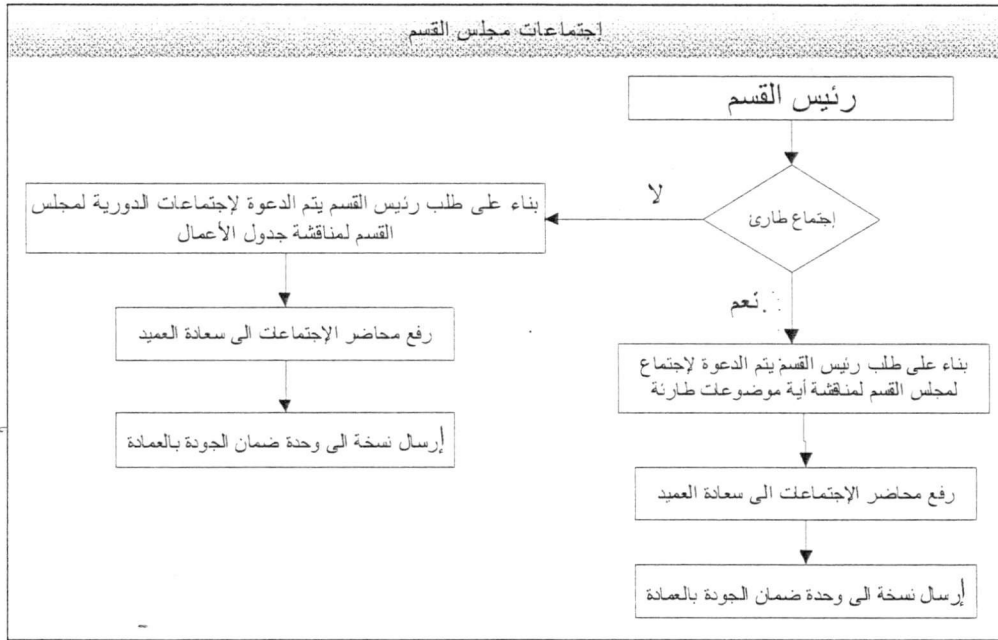 إجتماعات مجلس القسم
رئيس القسم
إجتماع طارئ
لا
بناء على طلب رئيس القسم يتم الدعوة لإجتماعات الدورية لمجلس
القسم لمناقشة جدول الأعمال
رفع محاضر الإجتماعات الى سعادة العميد
إرسال نسخة الى وحدة ضمان الجودة بالعمادة
نعم
بناء على طلب رئيس القسم يتم الدعوة لإجتماع
لمجلس القسم لمناقشة أية موضوعات طارئة
رفع محاضر الإجتماعات الى سعادة العميد
إرسال نسخة الى وحدة ضمان الجودة بالعمادة